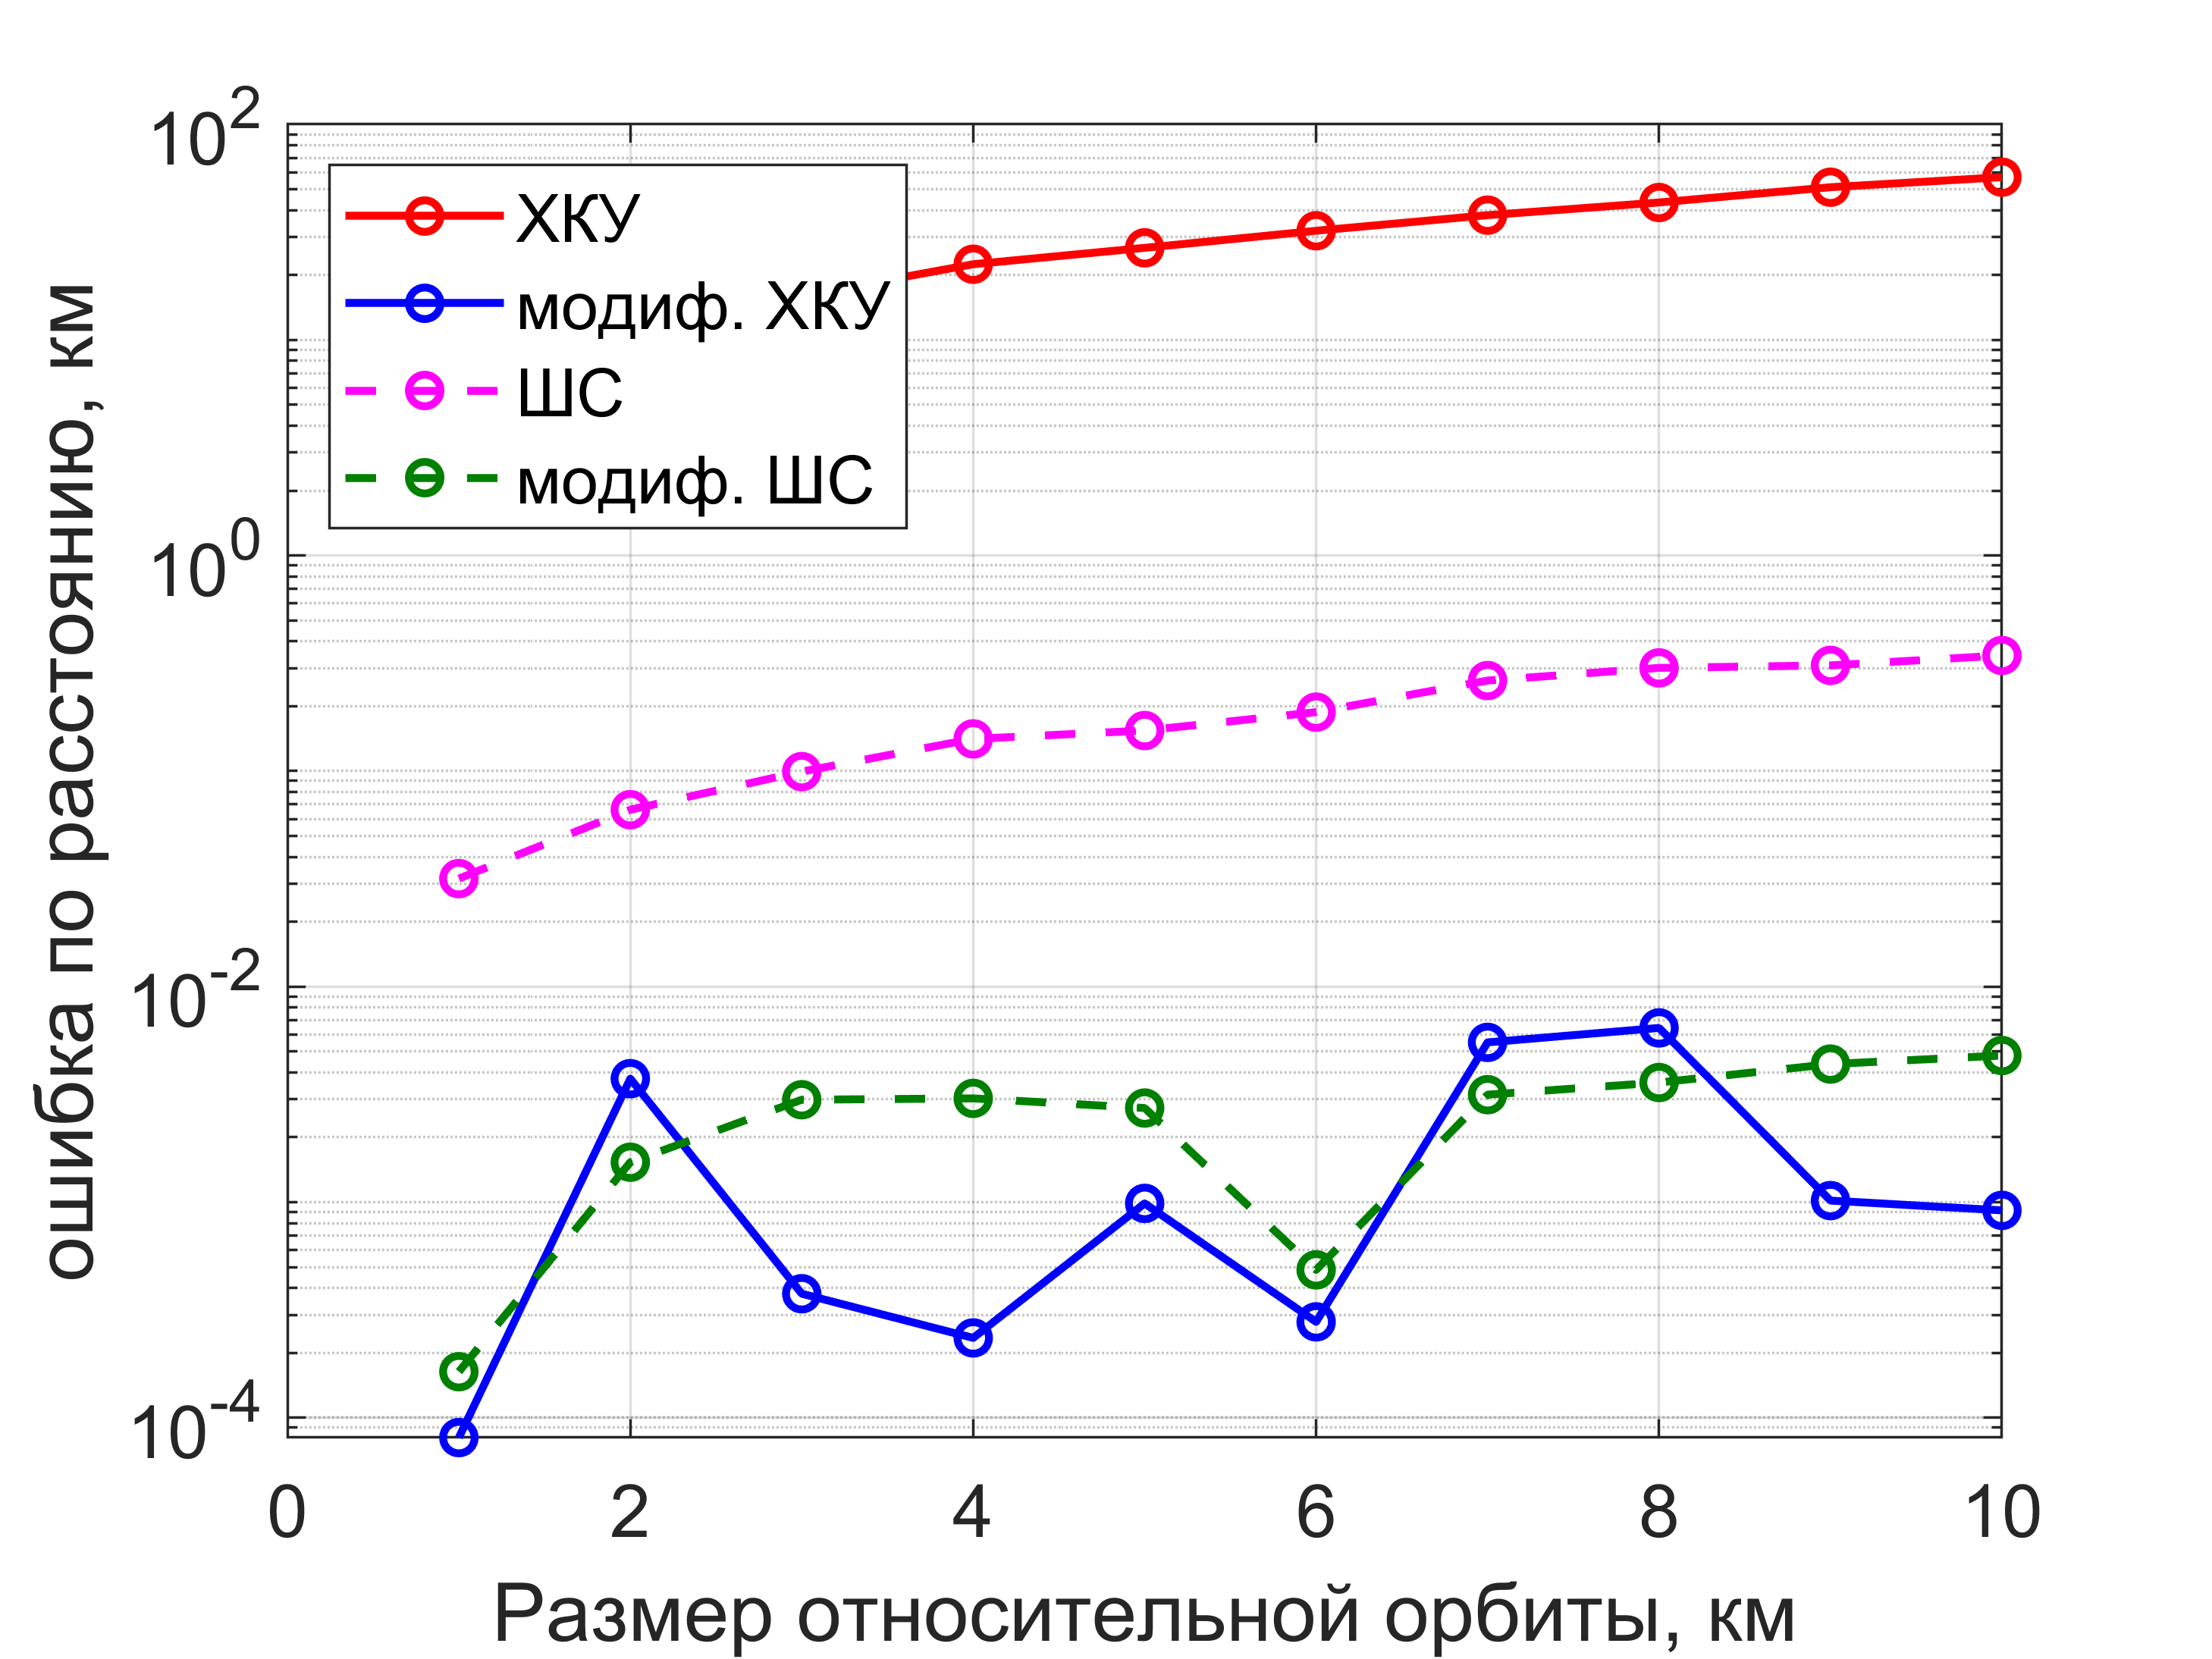 ошибка по расстоянию, км
10^2
10^0
10^-2
10^-4
ХКУ
модиф. ХКУ
ШС
модиф. ШС
0 2 4 6 8 10
Размер относительной орбиты, км